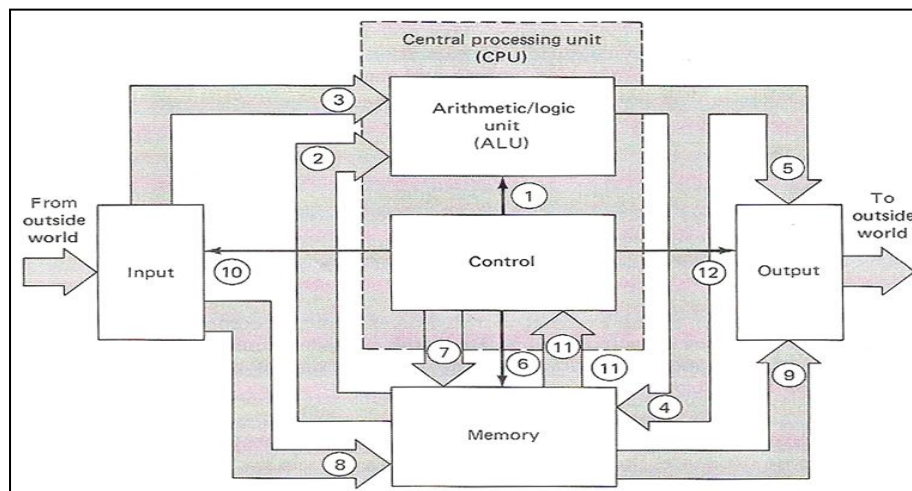 Central processing unit
(CPU)
3
Arithmetic/logic
unit
(ALU)
2
5
From
outside
world
1
To
outside
world
Input
10
Control
12
Output
7
6
11
11
9
4
Memory
8